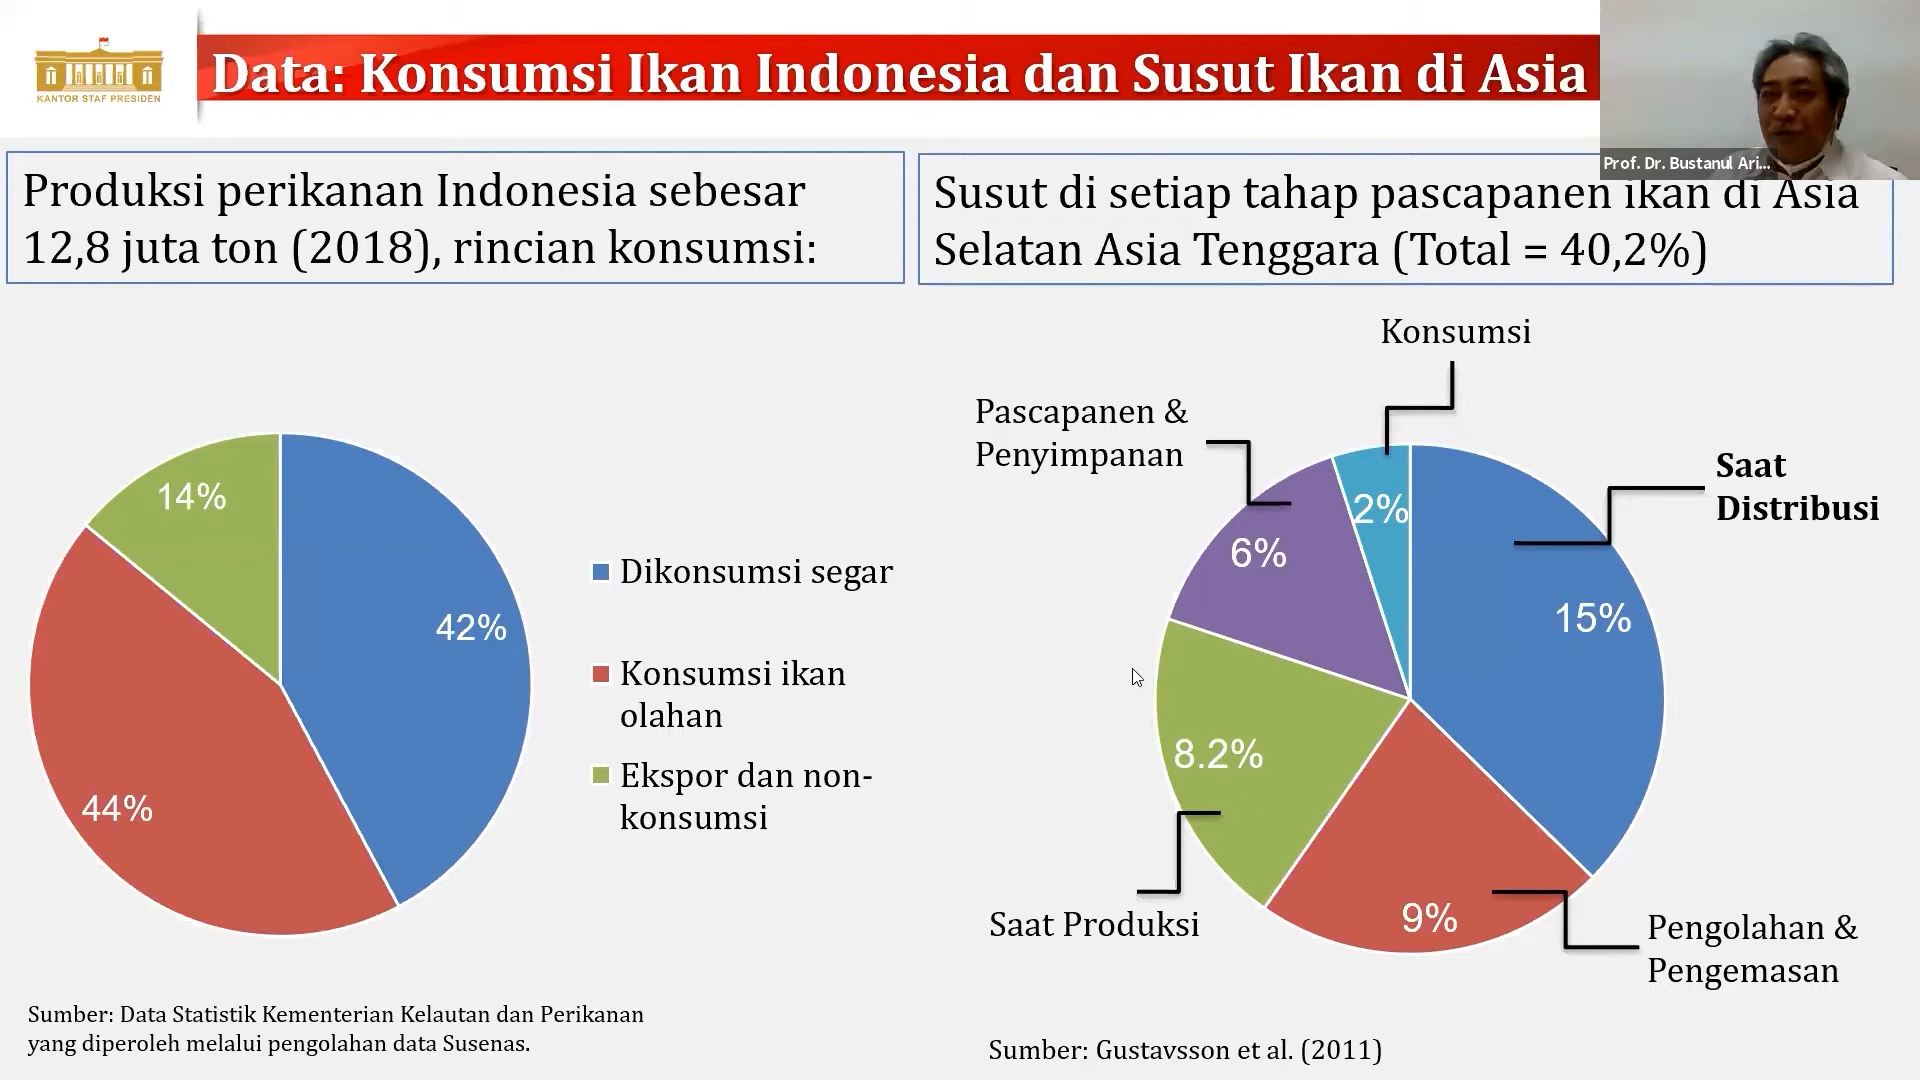 KANTOR STAF PRESIDEN
Data: Konsumsi Ikan Indonesia dan Susut Ikan di Asia
Prof. Dr. Bustanul Ari...
Produksi perikanan Indonesia sebesar
12,8 juta ton (2018), rincian konsumsi:
14%
42%
44%
Dikonsumsi segar
Konsumsi ikan
olahan
Ekspor dan non-
konsumsi
Sumber: Data Statistik Kementerian Kelautan dan Perikanan
yang diperoleh melalui pengolahan data Susenas.
Susut di setiap tahap pascapanen ikan di Asia
Selatan Asia Tenggara (Total = 40,2%)
Konsumsi
Pascapanen &
Penyimpanan
Saat
Distribusi
2%
6%
15%
8.2%
9%
Saat Produksi
Pengolahan &
Pengemasan
Sumber: Gustavsson et al. (2011)